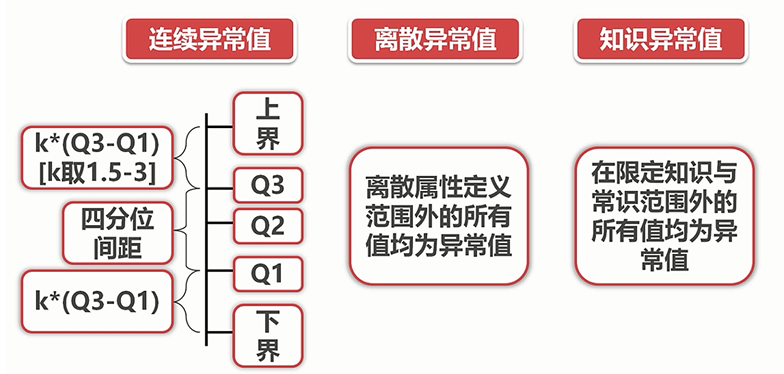 连续异常值
离散异常值
知识异常值
k*(Q3-Q1)
[k取1.5-3]
四分位
间距
k*(Q3-Q1)
上
界
Q3
Q2
Q1
下
界
离散属性定义
范围外的所有
值均为异常值
在限定知识与
常识范围外的
所有值均为异
常值